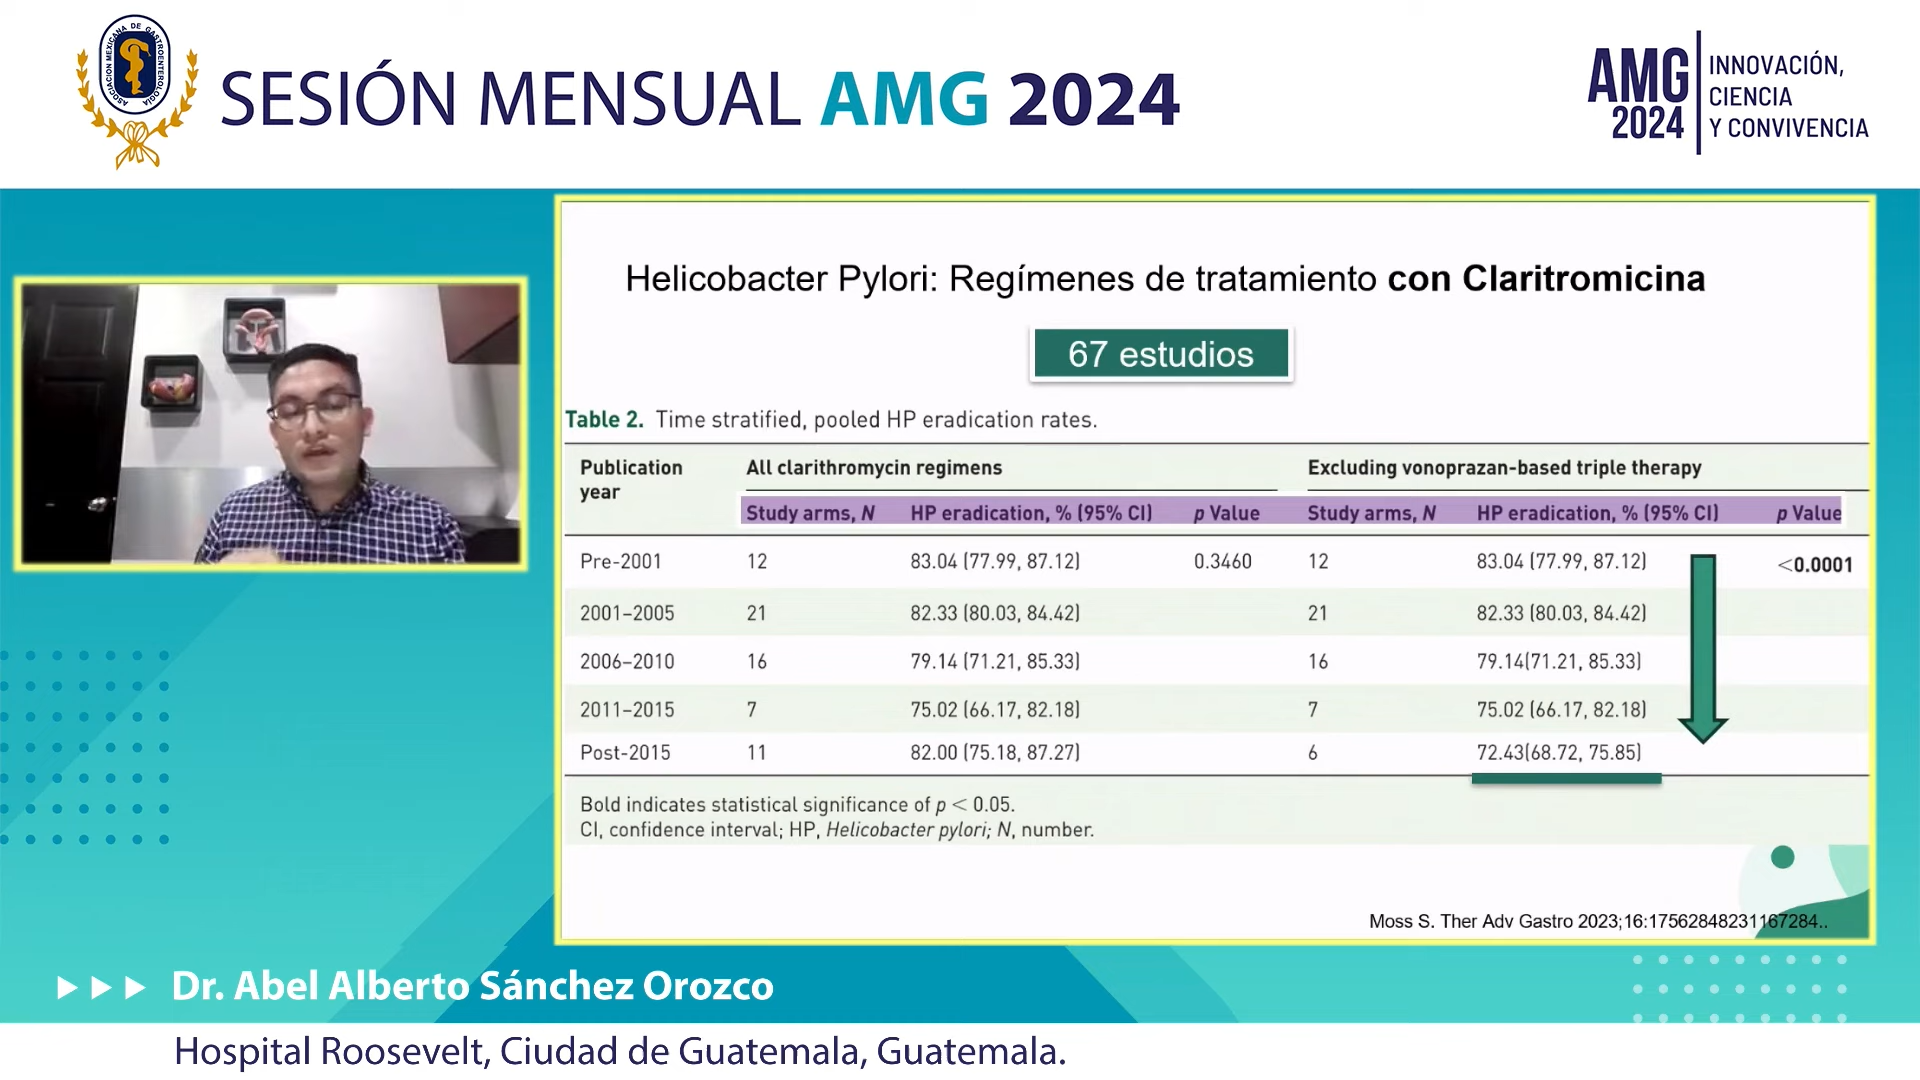 ASOCIACIÓN MEXICANA DE GASTROENTEROLOGÍA
SESIÓN MENSUAL AMG 2024
AMG 2024
INNOVACIÓN,
CIENCIA
Y CONVIVENCIA
Helicobacter Pylori: Regímenes de tratamiento con Claritromicina
67 estudios
Table 2. Time stratified, pooled HP eradication rates.
Publication year All clarithromycin regimens Excluding vonoprazan-based triple therapy
Study arms, N HP eradication, % (95% CI) p Value Study arms, N HP eradication, % (95% CI) p Value
Pre-2001 12 83.04 (77.99, 87.12) 0.3460 12 83.04 (77.99, 87.12) <0.0001
2001–2005 21 82.33 (80.03, 84.42) 21 82.33 (80.03, 84.42)
2006–2010 16 79.14 (71.21, 85.33) 16 79.14(71.21, 85.33)
2011–2015 7 75.02 (66.17, 82.18) 7 75.02 (66.17, 82.18)
Post-2015 11 82.00 (75.18, 87.27) 6 72.43(68.72, 75.85)
Bold indicates statistical significance of p < 0.05.
CI, confidence interval; HP, Helicobacter pylori; N, number.
Moss S. Ther Adv Gastro 2023;16:17562848231167284..
Dr. Abel Alberto Sánchez Orozco
Hospital Roosevelt, Ciudad de Guatemala, Guatemala.